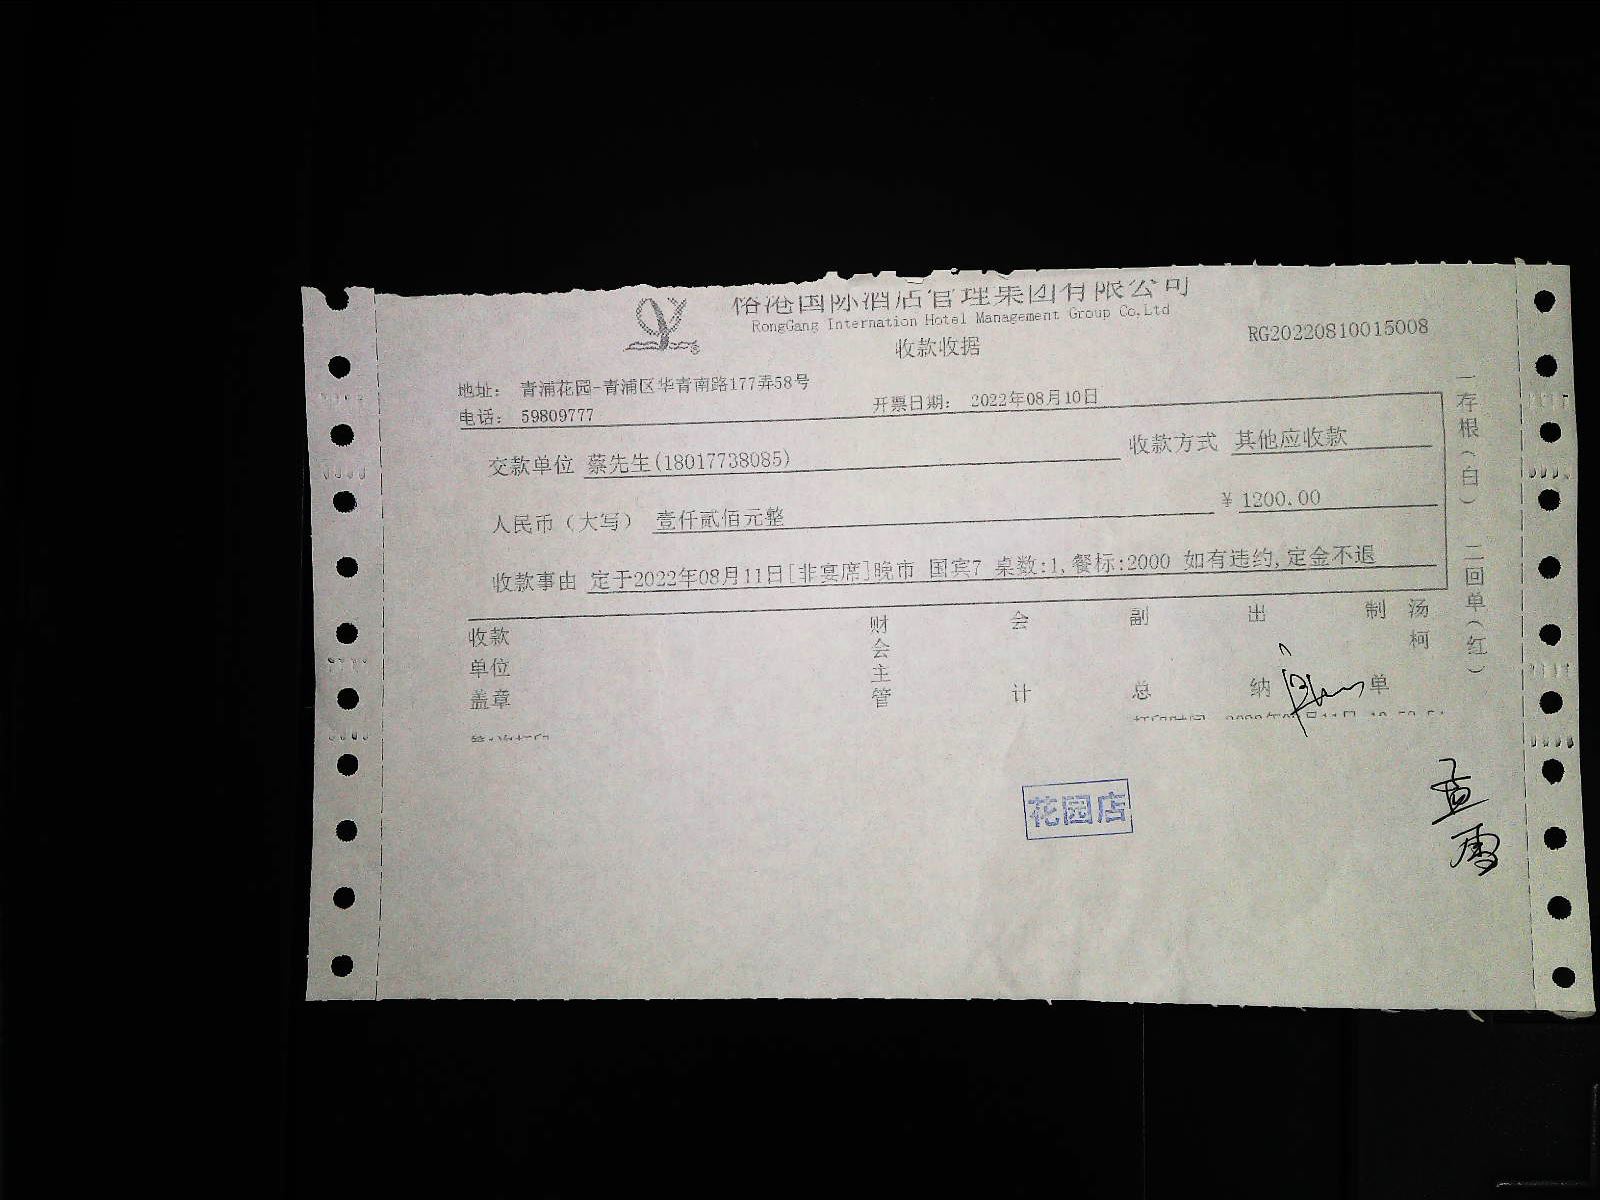 国际酒店管理集团有限公司
RongGang Internation Hotel Management Group Co,Ltd
收款收据
RG20220810015008
地址： 青浦花园-青浦区华青南路177弄58号
电话： 59809777
开票日期： 2022年08月10日
交款单位 蔡先生(18017738085)
收款方式 其他应收款
人民币（大写） 壹仟贰佰元整
¥ 1200.00
收款事由 定于2022年08月11日[非宴席]晚市 国宾7 桌数:1,餐标:2000 如有违约,定金不退
收款单位盖章
财会主管
会计
副总
出纳
制单
汤柯
一存根（白） 二回单（红）
打印时间
花园店
孟雷